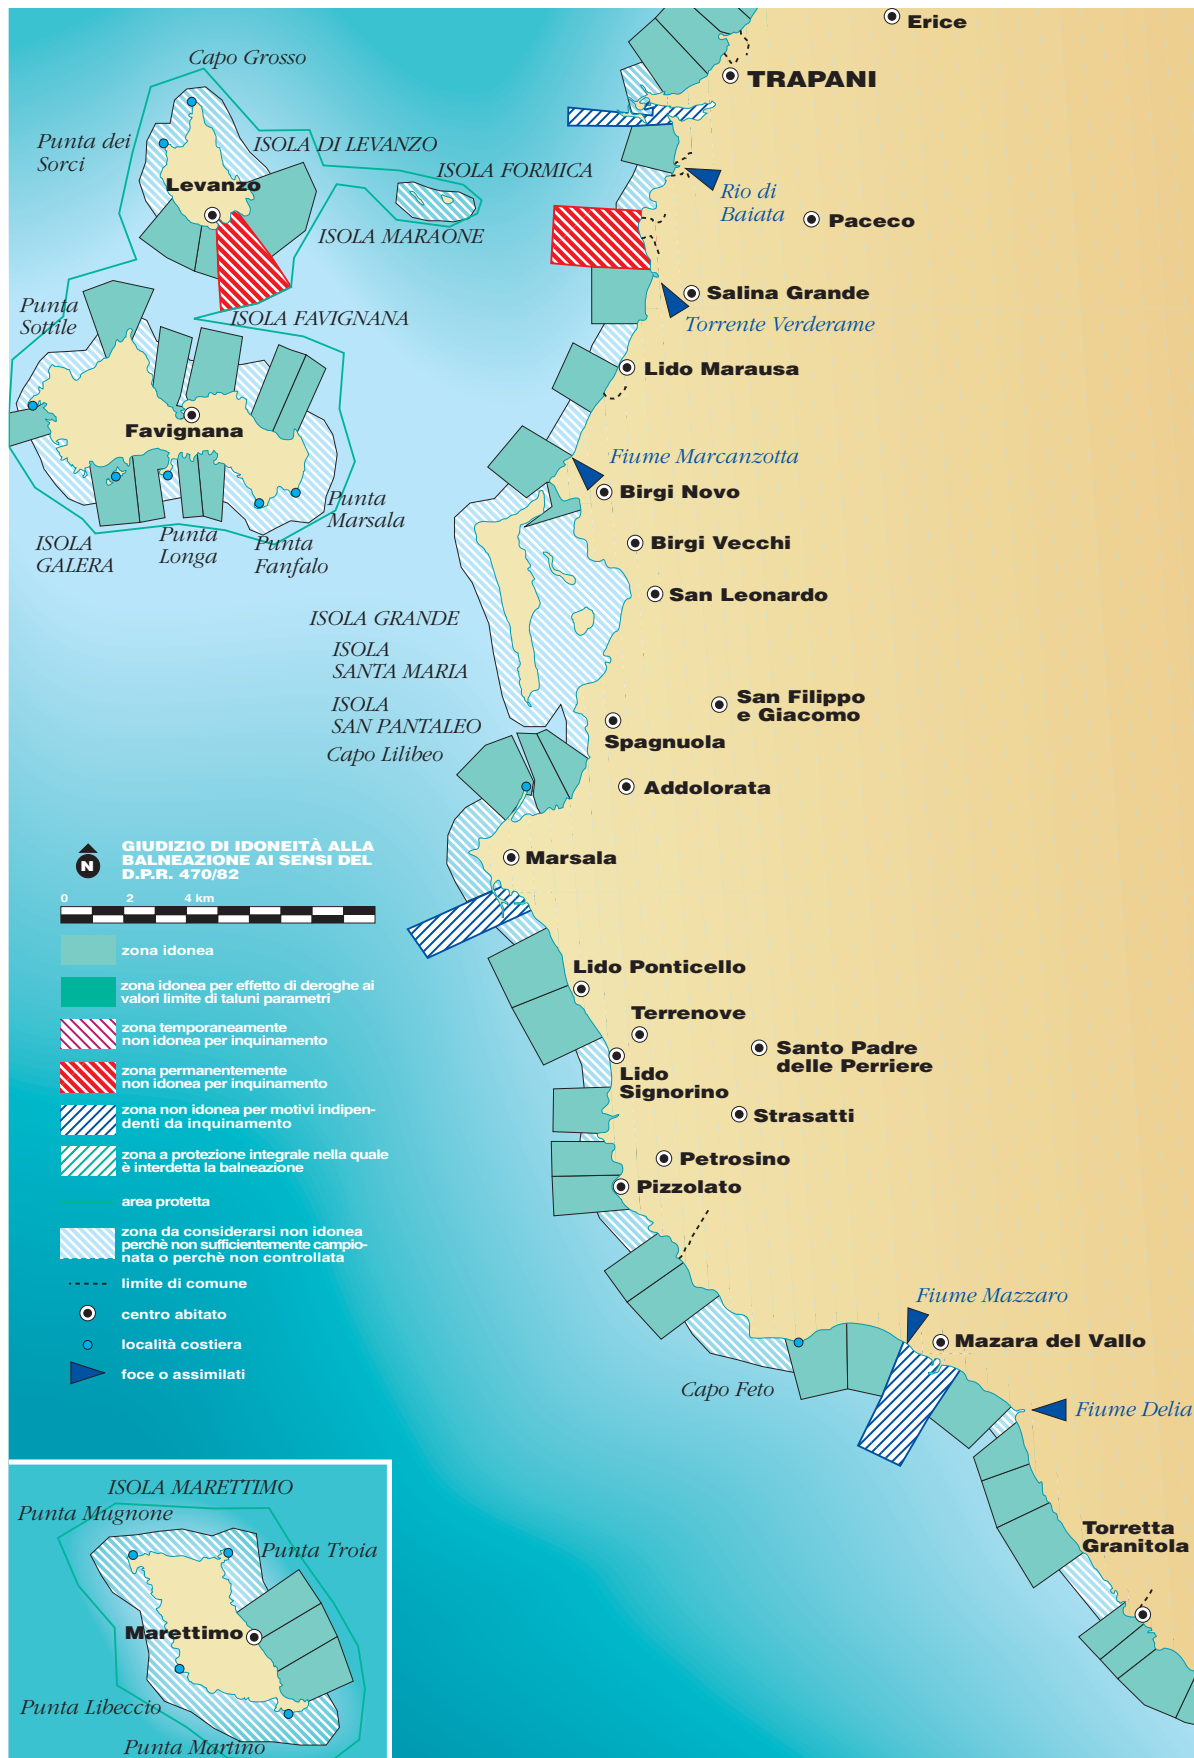 Erice
Capo Grosso
TRAPANI
Punta dei
Sorci
ISOLA DI LEVANZO
ISOLA FORMICA
Levanzo
Rio di
Baiata
Paceco
ISOLA MARAONE
Salina Grande
Punta
Sottile
ISOLA FAVIGNANA
Torrente Verderame
Lido Marausa
Favignana
Fiume Marcanzotta
Birgi Novo
Punta
Marsala
ISOLA
GALERA
Punta
Longa
Punta
Fanfalo
Birgi Vecchi
San Leonardo
ISOLA GRANDE
ISOLA
SANTA MARIA
San Filippo
e Giacomo
ISOLA
SAN PANTALEO
Spagnuola
Capo Lilibeo
Addolorata
Marsala
N
GIUDIZIO DI IDONEITÀ ALLA
BALNEAZIONE AI SENSI DEL
D.P.R. 470/82
0 2 4 km
zona idonea
zona idonea per effetto di deroghe ai
valori limite di taluni parametri
zona temporaneamente
non idonea per inquinamento
zona permanentemente
non idonea per inquinamento
zona non idonea per motivi indipen-
denti da inquinamento
zona a protezione integrale nella quale
è interdetta la balneazione
area protetta
zona da considerarsi non idonea
perchè non sufficientemente campio-
nata o perchè non controllata
limite di comune
centro abitato
località costiera
foce o assimilati
Lido Ponticello
Terrenove
Santo Padre
delle Perriere
Lido
Signorino
Strasatti
Petrosino
Pizzolato
Fiume Mazzaro
Mazara del Vallo
Capo Feto
Fiume Delia
Torretta
Granitola
ISOLA MARETTIMO
Punta Mugnone
Punta Troia
Marettimo
Punta Libeccio
Punta Martino